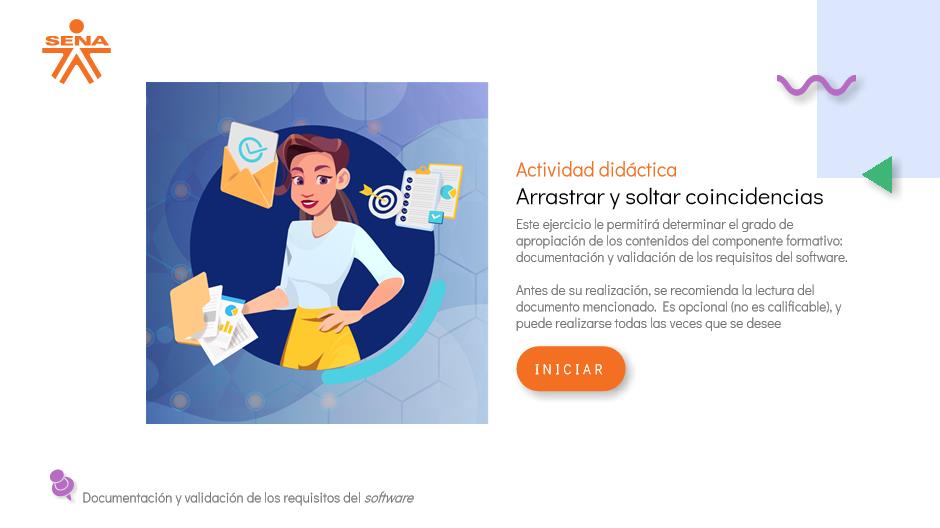 SENA
Actividad didáctica
Arrastrar y soltar coincidencias
Este ejercicio le permitirá determinar el grado de
apropiación de los contenidos del componente formativo:
documentación y validación de los requisitos del software.
Antes de su realización, se recomienda la lectura del
documento mencionado. Es opcional (no es calificable), y
puede realizarse todas las veces que se desee
INICIAR
Documentación y validación de los requisitos del software